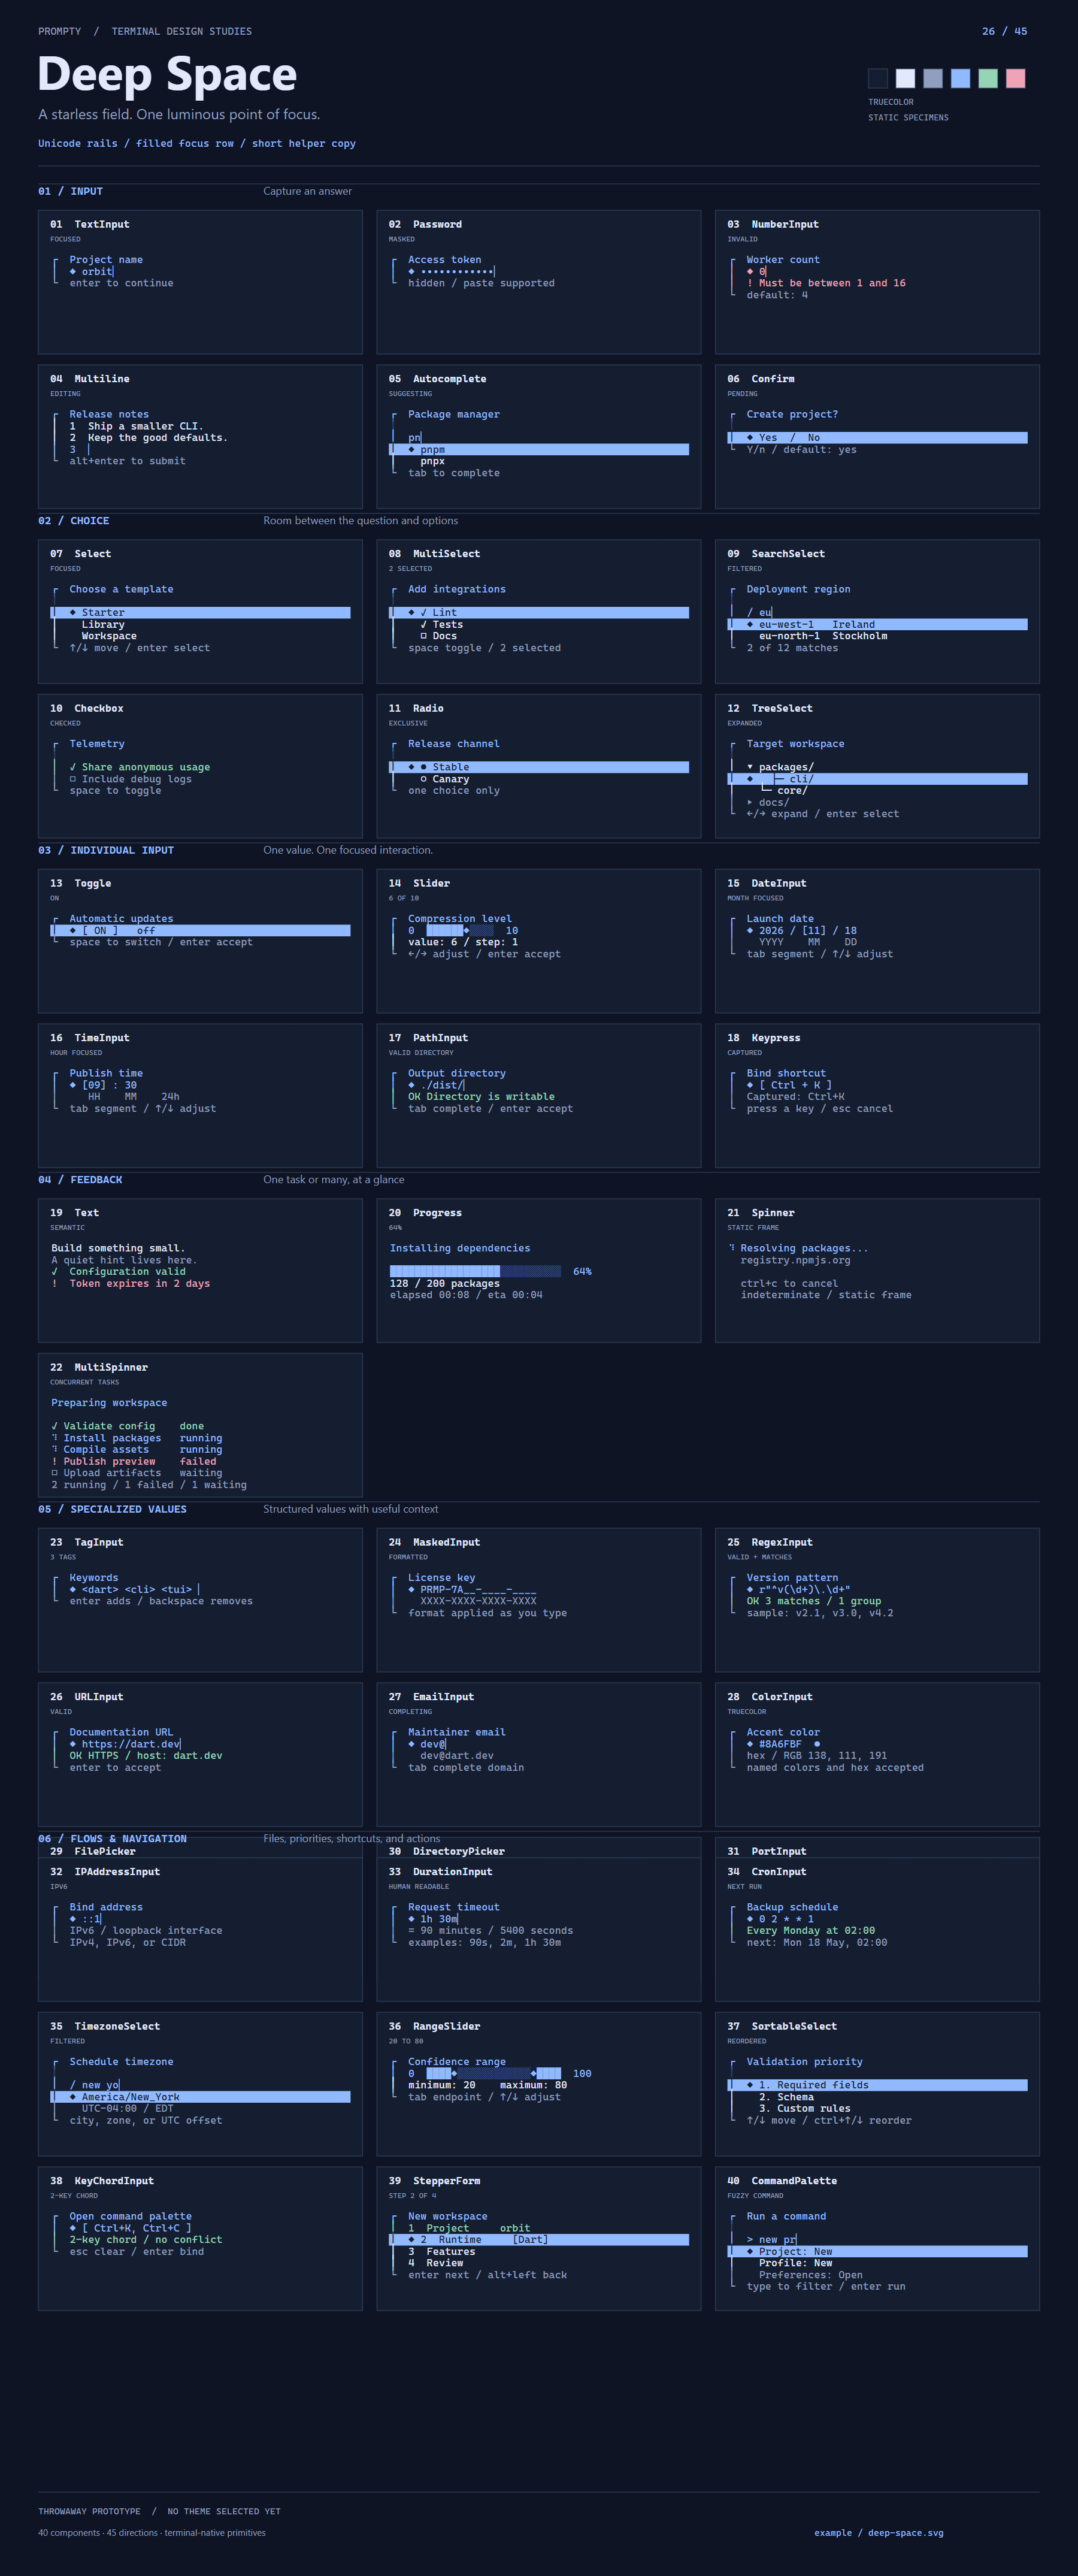 PROMPTY / TERMINAL DESIGN STUDIES
26 / 45
Deep Space
A starless field. One luminous point of focus.
TRUECOLOR
STATIC SPECIMENS
Unicode rails / filled focus row / short helper copy
01 / INPUT
Capture an answer
01 TextInput
FOCUSED
┌ Project name
│ ◆ orbit│
└ enter to continue
02 Password
MASKED
┌ Access token
│ ◆ ••••••••••••│
└ hidden / paste supported
03 NumberInput
INVALID
┌ Worker count
│ ◆ 0│
│ ! Must be between 1 and 16
└ default: 4
04 Multiline
EDITING
┌ Release notes
│ 1 Ship a smaller CLI.
│ 2 Keep the good defaults.
│ 3 │
└ alt+enter to submit
05 Autocomplete
SUGGESTING
┌ Package manager
│ pn│
│ ◆ pnpm
│ pnpx
└ tab to complete
06 Confirm
PENDING
┌ Create project?
│ ◆ Yes / No
└ Y/n / default: yes
02 / CHOICE
Room between the question and options
07 Select
FOCUSED
┌ Choose a template
│ ◆ Starter
│ Library
│ Workspace
└ ↑/↓ move / enter select
08 MultiSelect
2 SELECTED
┌ Add integrations
│ ◆ ✓ Lint
│ ✓ Tests
│ □ Docs
└ space toggle / 2 selected
09 SearchSelect
FILTERED
┌ Deployment region
│ / eu│
│ ◆ eu-west-1 Ireland
│ eu-north-1 Stockholm
└ 2 of 12 matches
10 Checkbox
CHECKED
┌ Telemetry
│ ✓ Share anonymous usage
│ □ Include debug logs
└ space to toggle
11 Radio
EXCLUSIVE
┌ Release channel
│ ◆ ● Stable
│ ○ Canary
└ one choice only
12 TreeSelect
EXPANDED
┌ Target workspace
│ ▾ packages/
│ ◆ ├─ cli/
│ └─ core/
│ ▸ docs/
└ ←/→ expand / enter select
03 / INDIVIDUAL INPUT
One value. One focused interaction.
13 Toggle
ON
┌ Automatic updates
│ ◆ [ ON ] off
└ space to switch / enter accept
14 Slider
6 OF 10
┌ Compression level
│ 0 ██████◆░░░░ 10
│ value: 6 / step: 1
└ ←/→ adjust / enter accept
15 DateInput
MONTH FOCUSED
┌ Launch date
│ ◆ 2026 / [11] / 18
│ YYYY MM DD
└ tab segment / ↑/↓ adjust
16 TimeInput
HOUR FOCUSED
┌ Publish time
│ ◆ [09] : 30
│ HH MM 24h
└ tab segment / ↑/↓ adjust
17 PathInput
VALID DIRECTORY
┌ Output directory
│ ◆ ./dist/│
│ OK Directory is writable
└ tab complete / enter accept
18 Keypress
CAPTURED
┌ Bind shortcut
│ ◆ [ Ctrl + K ]
│ Captured: Ctrl+K
└ press a key / esc cancel
04 / FEEDBACK
One task or many, at a glance
19 Text
SEMANTIC
Build something small.
A quiet hint lives here.
✓ Configuration valid
! Token expires in 2 days
20 Progress
64%
Installing dependencies
██████████████████░░░░░░░░░░ 64%
128 / 200 packages
elapsed 00:08 / eta 00:04
21 Spinner
STATIC FRAME
⠹ Resolving packages...
registry.npmjs.org
ctrl+c to cancel
indeterminate / static frame
22 MultiSpinner
CONCURRENT TASKS
Preparing workspace
✓ Validate config done
⠹ Install packages running
⠹ Compile assets running
! Publish preview failed
□ Upload artifacts waiting
2 running / 1 failed / 1 waiting
05 / SPECIALIZED VALUES
Structured values with useful context
23 TagInput
3 TAGS
┌ Keywords
│ ◆ <dart> <cli> <tui> │
└ enter adds / backspace removes
24 MaskedInput
FORMATTED
┌ License key
│ ◆ PRMP-7A__-____-____
│ XXXX-XXXX-XXXX-XXXX
└ format applied as you type
25 RegexInput
VALID + MATCHES
┌ Version pattern
│ ◆ r"^v(\d+)\.\d+"
│ OK 3 matches / 1 group
└ sample: v2.1, v3.0, v4.2
26 URLInput
VALID
┌ Documentation URL
│ ◆ https://dart.dev│
│ OK HTTPS / host: dart.dev
└ enter to accept
27 EmailInput
COMPLETING
┌ Maintainer email
│ ◆ dev@│
│ dev@dart.dev
└ tab complete domain
28 ColorInput
TRUECOLOR
┌ Accent color
│ ◆ #8A6FBF ●
│ hex / RGB 138, 111, 191
└ named colors and hex accepted
06 / FLOWS & NAVIGATION
Files, priorities, shortcuts, and actions
29 FilePicker
30 DirectoryPicker
31 PortInput
32 IPAddressInput
IPV6
┌ Bind address
│ ◆ ::1│
│ IPv6 / loopback interface
└ IPv4, IPv6, or CIDR
33 DurationInput
HUMAN READABLE
┌ Request timeout
│ ◆ 1h 30m│
│ = 90 minutes / 5400 seconds
└ examples: 90s, 2m, 1h 30m
34 CronInput
NEXT RUN
┌ Backup schedule
│ ◆ 0 2 * * 1
│ Every Monday at 02:00
└ next: Mon 18 May, 02:00
35 TimezoneSelect
FILTERED
┌ Schedule timezone
│ / new yo│
│ ◆ America/New_York
│ UTC-04:00 / EDT
└ city, zone, or UTC offset
36 RangeSlider
20 TO 80
┌ Confidence range
│ 0 ████◆░░░░░░░░░░░░◆████ 100
│ minimum: 20 maximum: 80
└ tab endpoint / ↑/↓ adjust
37 SortableSelect
REORDERED
┌ Validation priority
│ ◆ 1. Required fields
│ 2. Schema
│ 3. Custom rules
└ ↑/↓ move / ctrl+↑/↓ reorder
38 KeyChordInput
2-KEY CHORD
┌ Open command palette
│ ◆ [ Ctrl+K, Ctrl+C ]
│ 2-key chord / no conflict
└ esc clear / enter bind
39 StepperForm
STEP 2 OF 4
┌ New workspace
│ 1 Project orbit
│ ◆ 2 Runtime [Dart]
│ 3 Features
│ 4 Review
└ enter next / alt+left back
40 CommandPalette
FUZZY COMMAND
┌ Run a command
│ > new pr│
│ ◆ Project: New
│ Profile: New
│ Preferences: Open
└ type to filter / enter run
THROWAWAY PROTOTYPE / NO THEME SELECTED YET
40 components · 45 directions · terminal-native primitives
example / deep-space.svg